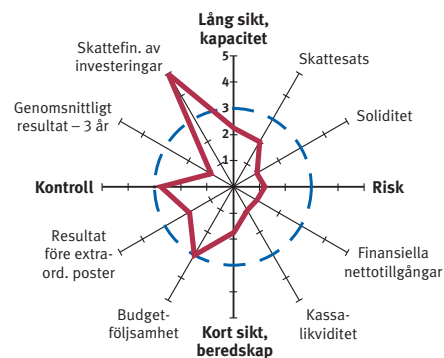 Lång sikt,
kapacitet
Skattefin. av
investeringar
Skattesats
Genomsnittligt
resultat – 3 år
Soliditet
5
4
3
2
1
Kontroll
Risk
Resultat
före extra-
ord. poster
Finansiella
nettotillgångar
Budget-
följsamhet
Kassa-
likviditet
Kort sikt,
beredskap